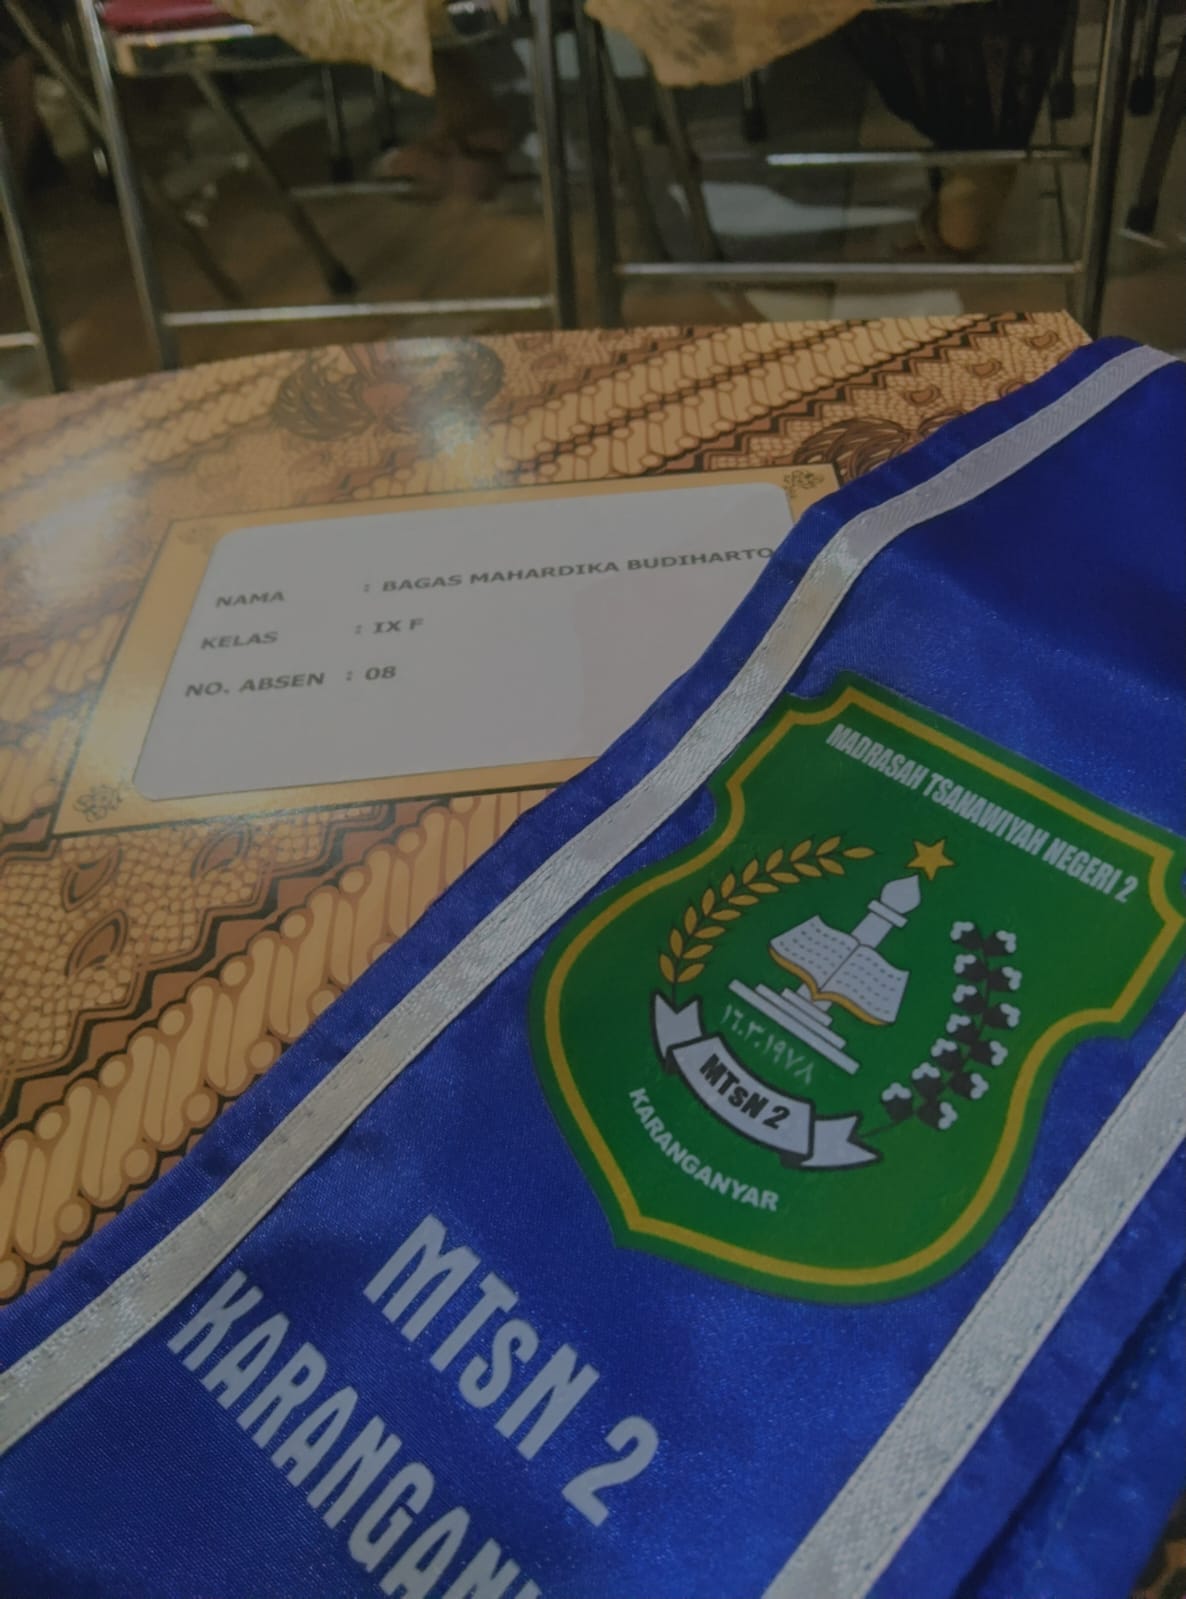 NAMA : BAGAS MAHARDIKA BUDIHARTO
KELAS : IX F
NO. ABSEN : 08
MADRASAH TSANAWIYAH NEGERI 2
١٦.٣.١٩٧٨
MTsN 2
KARANGANYAR
MTsN 2
KARANGANY